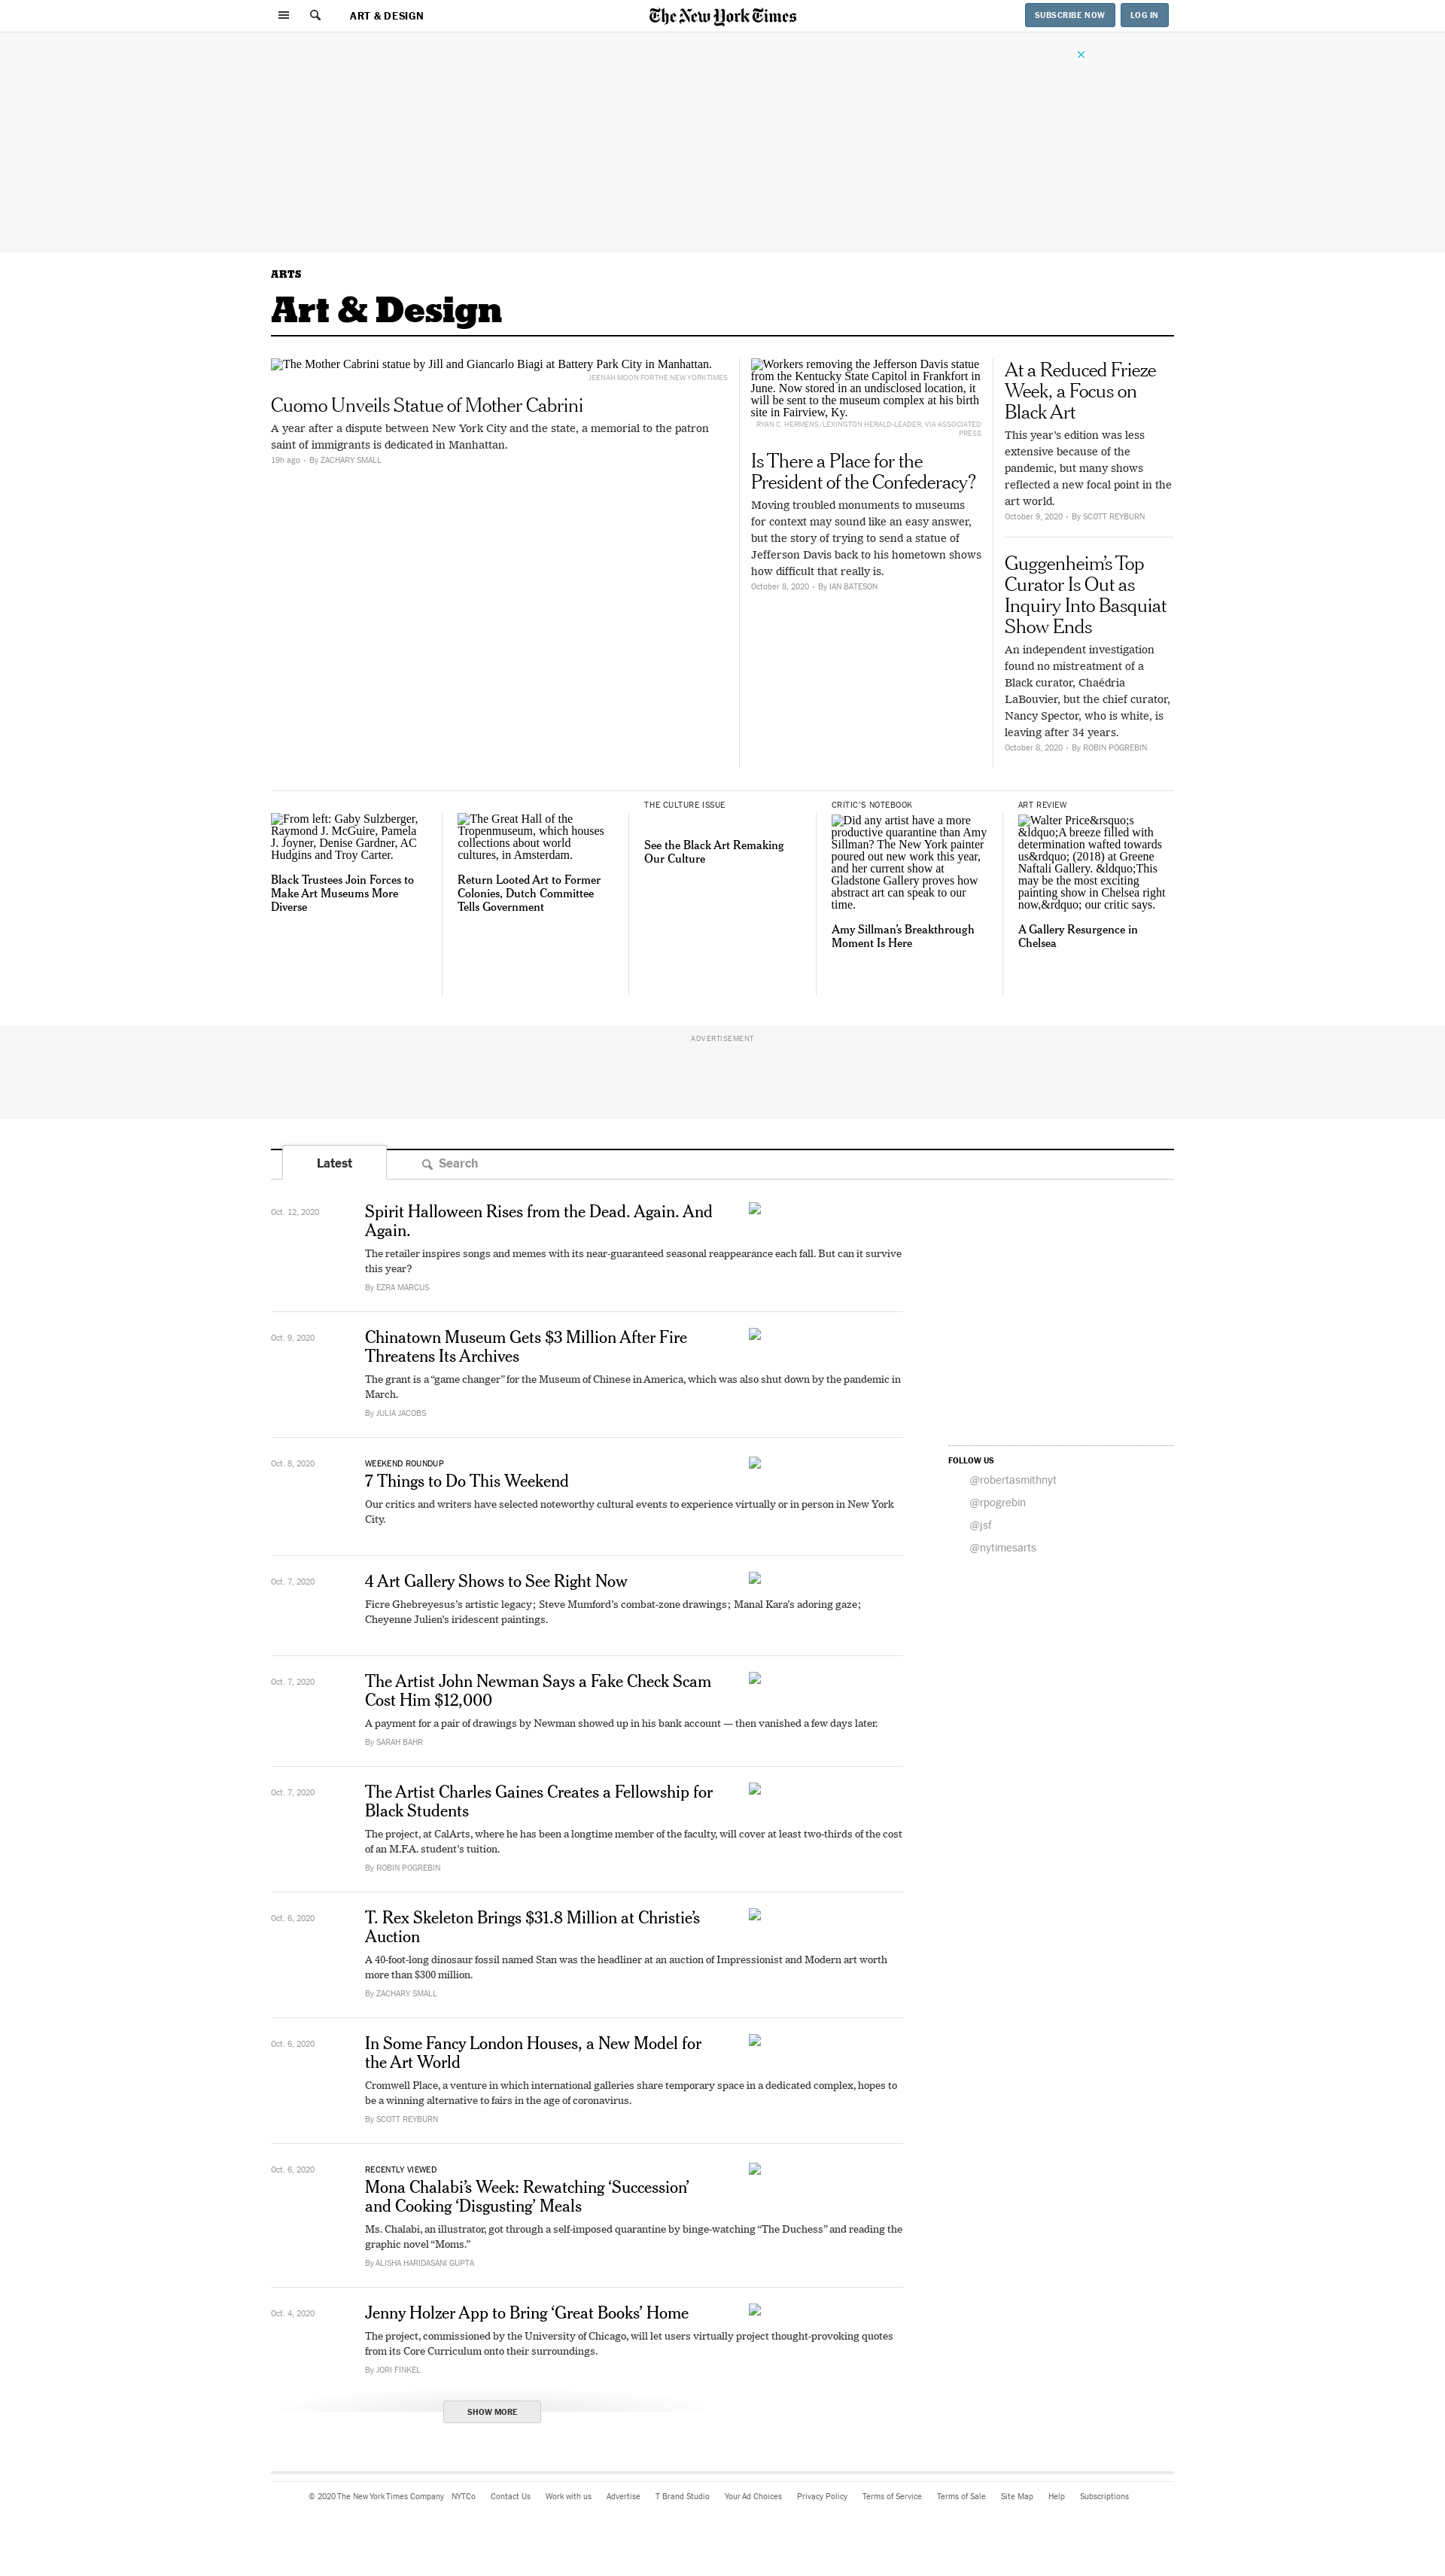 ART & DESIGN
The New York Times
SUBSCRIBE NOW
LOG IN
ARTS
Art & Design
The Mother Cabrini statue by Jill and Giancarlo Biagi at Battery Park City in Manhattan.
JEENAH MOON FOR THE NEW YORK TIMES
Cuomo Unveils Statue of Mother Cabrini
A year after a dispute between New York City and the state, a memorial to the patron
saint of immigrants is dedicated in Manhattan.
19h ago • By ZACHARY SMALL
Workers removing the Jefferson Davis statue
from the Kentucky State Capitol in Frankfort in
June. Now stored in an undisclosed location, it
will be sent to the museum complex at his birth
site in Fairview, Ky.
RYAN C. HERMENS/LEXINGTON HERALD-LEADER, VIA ASSOCIATED
PRESS
Is There a Place for the
President of the Confederacy?
Moving troubled monuments to museums
for context may sound like an easy answer,
but the story of trying to send a statue of
Jefferson Davis back to his hometown shows
how difficult that really is.
October 8, 2020 • By IAN BATESON
At a Reduced Frieze
Week, a Focus on
Black Art
This year’s edition was less
extensive because of the
pandemic, but many shows
reflected a new focal point in the
art world.
October 9, 2020 • By SCOTT REYBURN
Guggenheim’s Top
Curator Is Out as
Inquiry Into Basquiat
Show Ends
An independent investigation
found no mistreatment of a
Black curator, Chaédria
LaBouvier, but the chief curator,
Nancy Spector, who is white, is
leaving after 34 years.
October 8, 2020 • By ROBIN POGREBIN
From left: Gaby Sulzberger,
Raymond J. McGuire, Pamela
J. Joyner, Denise Gardner, AC
Hudgins and Troy Carter.
Black Trustees Join Forces to
Make Art Museums More
Diverse
The Great Hall of the
Tropenmuseum, which houses
collections about world
cultures, in Amsterdam.
Return Looted Art to Former
Colonies, Dutch Committee
Tells Government
THE CULTURE ISSUE
See the Black Art Remaking
Our Culture
CRITIC’S NOTEBOOK
Did any artist have a more
productive quarantine than Amy
Sillman? The New York painter
poured out new work this year,
and her current show at
Gladstone Gallery proves how
abstract art can speak to our
time.
Amy Sillman’s Breakthrough
Moment Is Here
ART REVIEW
Walter Price&rsquo;s
&ldquo;A breeze filled with
determination wafted towards
us&rdquo; (2018) at Greene
Naftali Gallery. &ldquo;This
may be the most exciting
painting show in Chelsea right
now,&rdquo; our critic says.
A Gallery Resurgence in
Chelsea
ADVERTISEMENT
Latest
Search
Oct. 12, 2020
Spirit Halloween Rises from the Dead. Again. And
Again.
The retailer inspires songs and memes with its near-guaranteed seasonal reappearance each fall. But can it survive
this year?
By EZRA MARCUS
Oct. 9, 2020
Chinatown Museum Gets $3 Million After Fire
Threatens Its Archives
The grant is a “game changer” for the Museum of Chinese in America, which was also shut down by the pandemic in
March.
By JULIA JACOBS
Oct. 8, 2020
WEEKEND ROUNDUP
7 Things to Do This Weekend
Our critics and writers have selected noteworthy cultural events to experience virtually or in person in New York
City.
FOLLOW US
@robertasmithnyt
@rpogrebin
@jsf
@nytimesarts
Oct. 7, 2020
4 Art Gallery Shows to See Right Now
Ficre Ghebreyesus’s artistic legacy; Steve Mumford’s combat-zone drawings; Manal Kara’s adoring gaze;
Cheyenne Julien’s iridescent paintings.
Oct. 7, 2020
The Artist John Newman Says a Fake Check Scam
Cost Him $12,000
A payment for a pair of drawings by Newman showed up in his bank account — then vanished a few days later.
By SARAH BAHR
Oct. 7, 2020
The Artist Charles Gaines Creates a Fellowship for
Black Students
The project, at CalArts, where he has been a longtime member of the faculty, will cover at least two-thirds of the cost
of an M.F.A. student’s tuition.
By ROBIN POGREBIN
Oct. 6, 2020
T. Rex Skeleton Brings $31.8 Million at Christie’s
Auction
A 40-foot-long dinosaur fossil named Stan was the headliner at an auction of Impressionist and Modern art worth
more than $300 million.
By ZACHARY SMALL
Oct. 6, 2020
In Some Fancy London Houses, a New Model for
the Art World
Cromwell Place, a venture in which international galleries share temporary space in a dedicated complex, hopes to
be a winning alternative to fairs in the age of coronavirus.
By SCOTT REYBURN
Oct. 6, 2020
RECENTLY VIEWED
Mona Chalabi’s Week: Rewatching ‘Succession’
and Cooking ‘Disgusting’ Meals
Ms. Chalabi, an illustrator, got through a self-imposed quarantine by binge-watching “The Duchess” and reading the
graphic novel “Moms.”
By ALISHA HARIDASANI GUPTA
Oct. 4, 2020
Jenny Holzer App to Bring ‘Great Books’ Home
The project, commissioned by the University of Chicago, will let users virtually project thought-provoking quotes
from its Core Curriculum onto their surroundings.
By JORI FINKEL
SHOW MORE
© 2020 The New York Times Company NYTCo Contact Us Work with us Advertise T Brand Studio Your Ad Choices Privacy Policy Terms of Service Terms of Sale Site Map Help Subscriptions